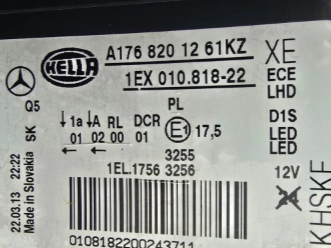 HELLA
A176 820 12 61KZ
1EX 010.818-22
XE
ECE
LHD
D1S
LED
LED
12V
Q5
SK
PL
↓1a ↓A RL DCR
01 02 00 01
E1 17,5
← ←
3255
1EL.1756 3256
22.03.13 22:22
Made in Slovakia
0108182200243711
KHSKE